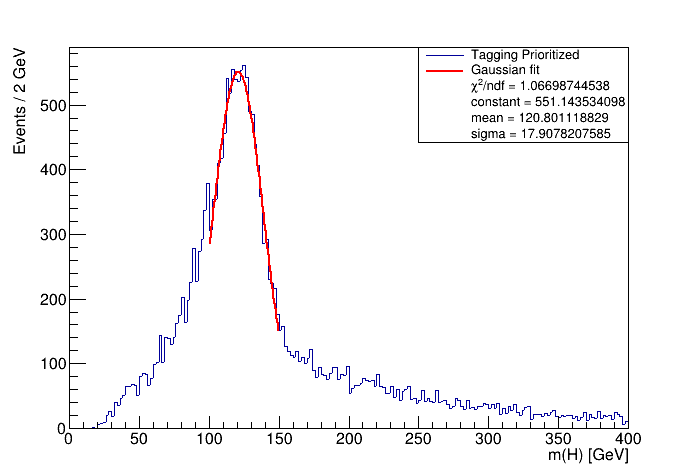 Events / 2 GeV
500
400
300
200
100
0
Tagging Prioritized
Gaussian fit
χ²/ndf = 1.06698744538
constant = 551.143534098
mean = 120.801118829
sigma = 17.9078207585
0 50 100 150 200 250 300 350 400
m(H) [GeV]